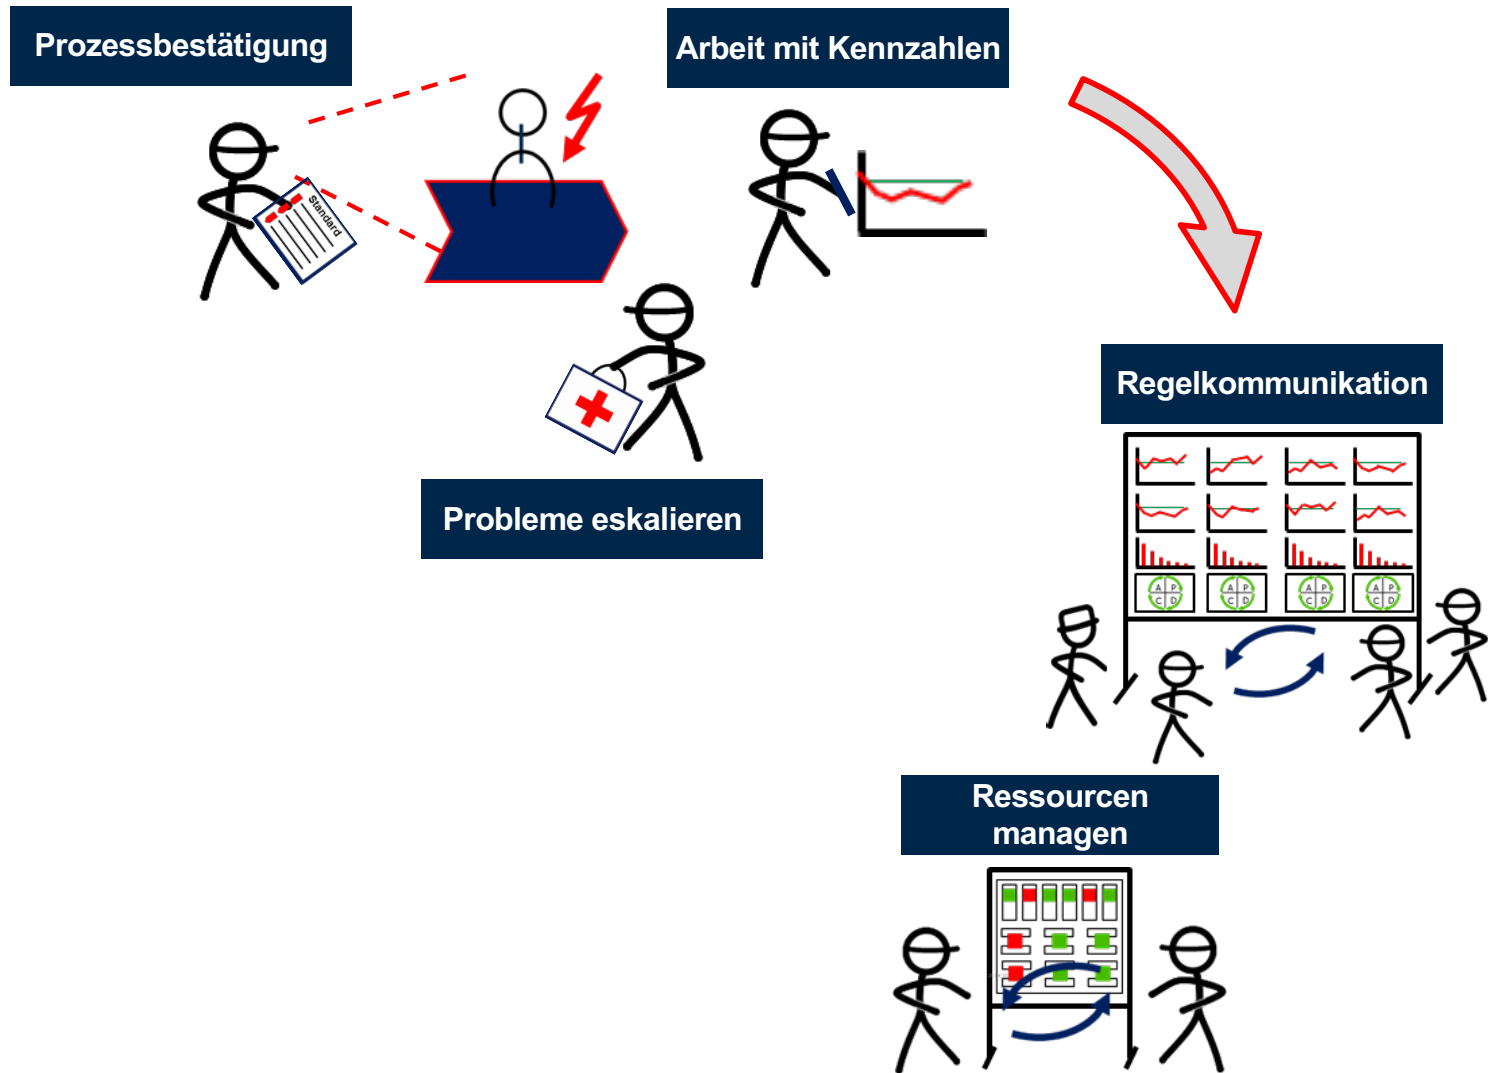 Prozessbestätigung
Arbeit mit Kennzahlen
Standard
Probleme eskalieren
Regelkommunikation
A P
C D
A P
C D
A P
C D
A P
C D
Ressourcen
managen